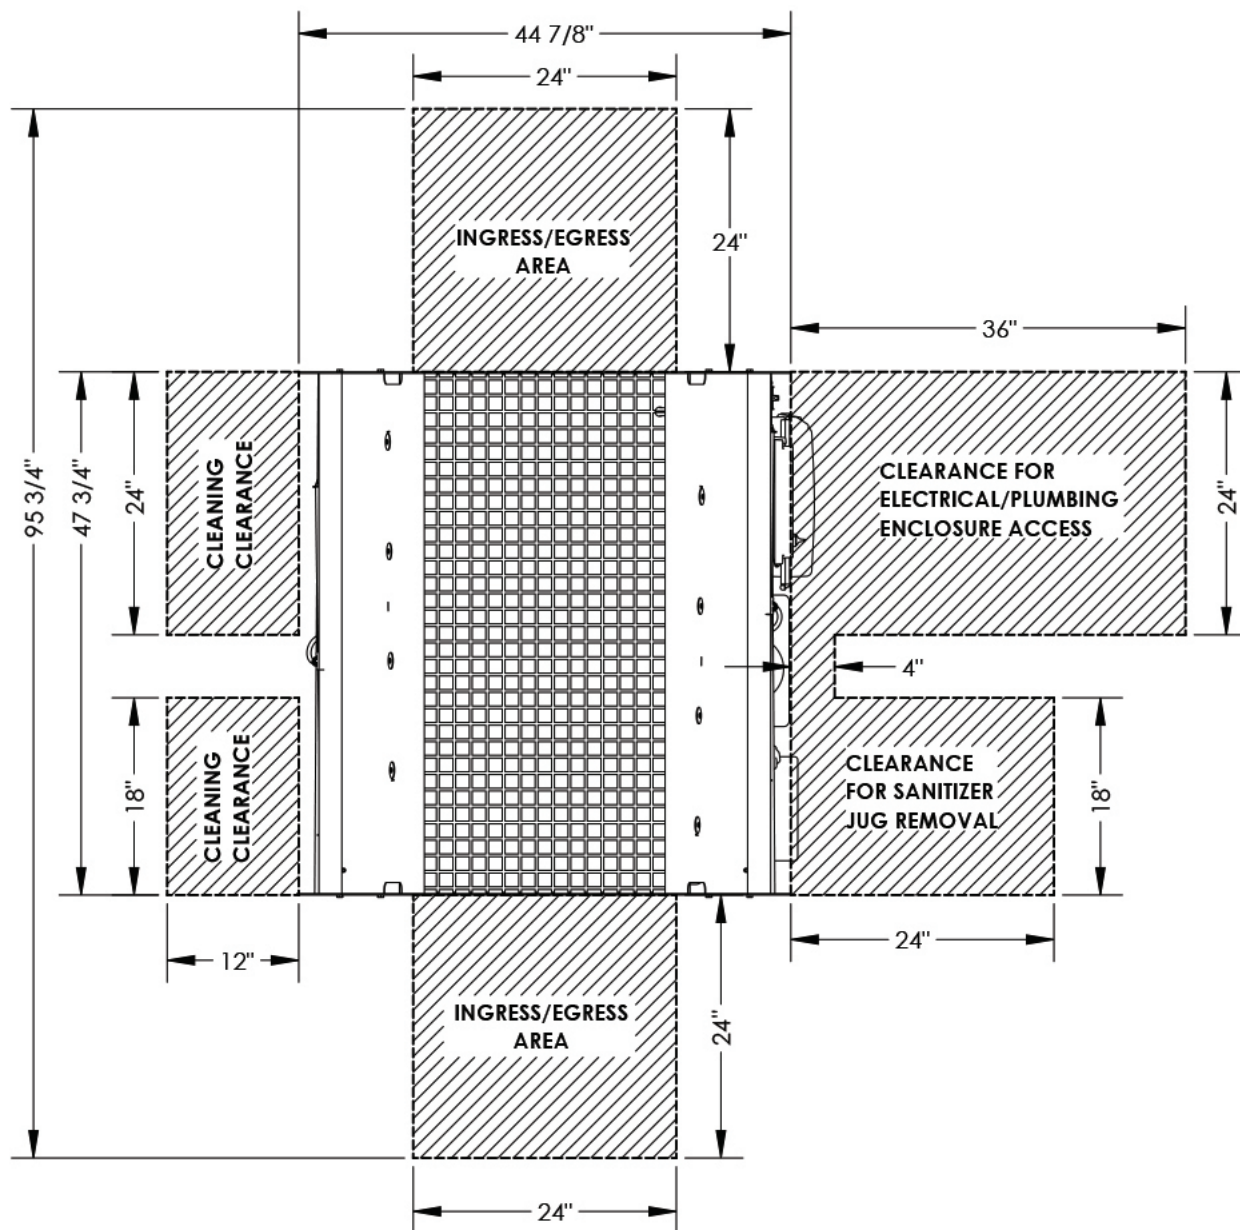 44 7/8"
24"
INGRESS/EGRESS
AREA
24"
36"
95 3/4"
47 3/4"
24"
CLEANING
CLEARANCE
CLEARANCE FOR
ELECTRICAL/PLUMBING
ENCLOSURE ACCESS
24"
4"
18"
CLEANING
CLEARANCE
CLEARANCE
FOR SANITIZER
JUG REMOVAL
18"
12"
24"
INGRESS/EGRESS
AREA
24"
24"